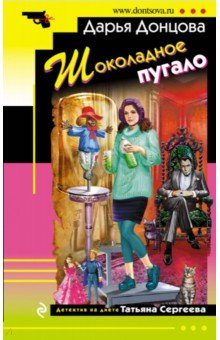 www.dontsova.ru
Дарья Донцова
Шоколадное
пугало
Детектив на диете
Татьяна Сергеева